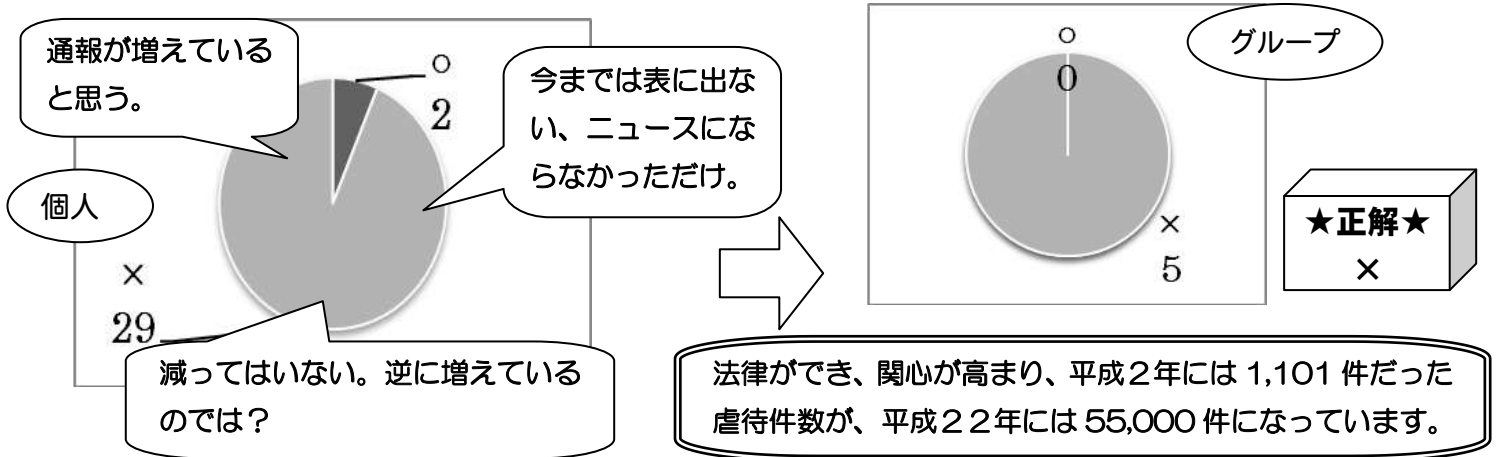 通報が増えている
と思う。
○
2
今までは表に出な
い、ニュースにな
らなかっただけ。
個人
×
29
減ってはいない。逆に増えている
のでは？
グループ
○
0
×
5
★正解★
×
法律ができ、関心が高まり、平成２年には 1,101 件だった
虐待件数が、平成２２年には 55,000 件になっています。